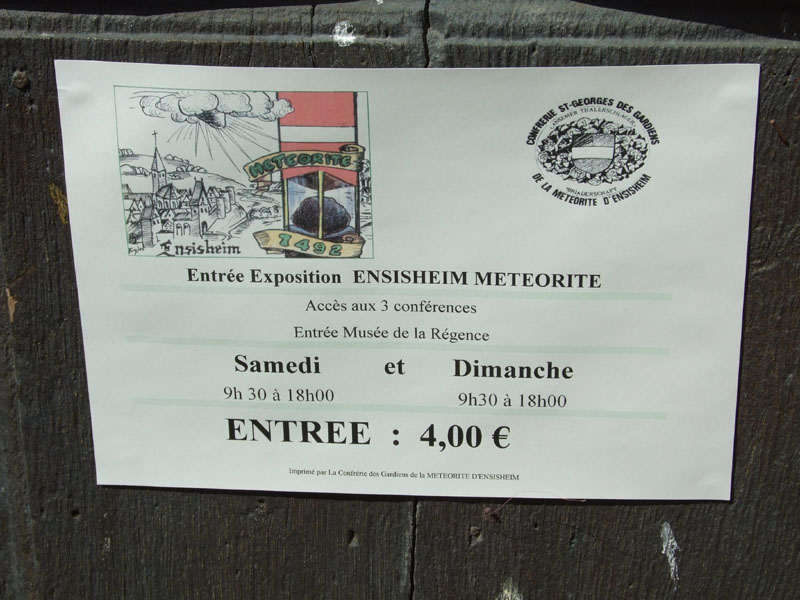 METEORITE
Ensisheim
1492
CONFRERIE ST-GEORGES DES GARDIENS
DE LA METEORITE D'ENSISHEIM
Entrée Exposition ENSISHEIM METEORITE
Accès aux 3 conférences
Entrée Musée de la Régence
Samedi et Dimanche
9h 30 à 18h00 9h30 à 18h00
ENTREE : 4,00 €
Imprimé par La Confrérie des Gardiens de la METEORITE D'ENSISHEIM